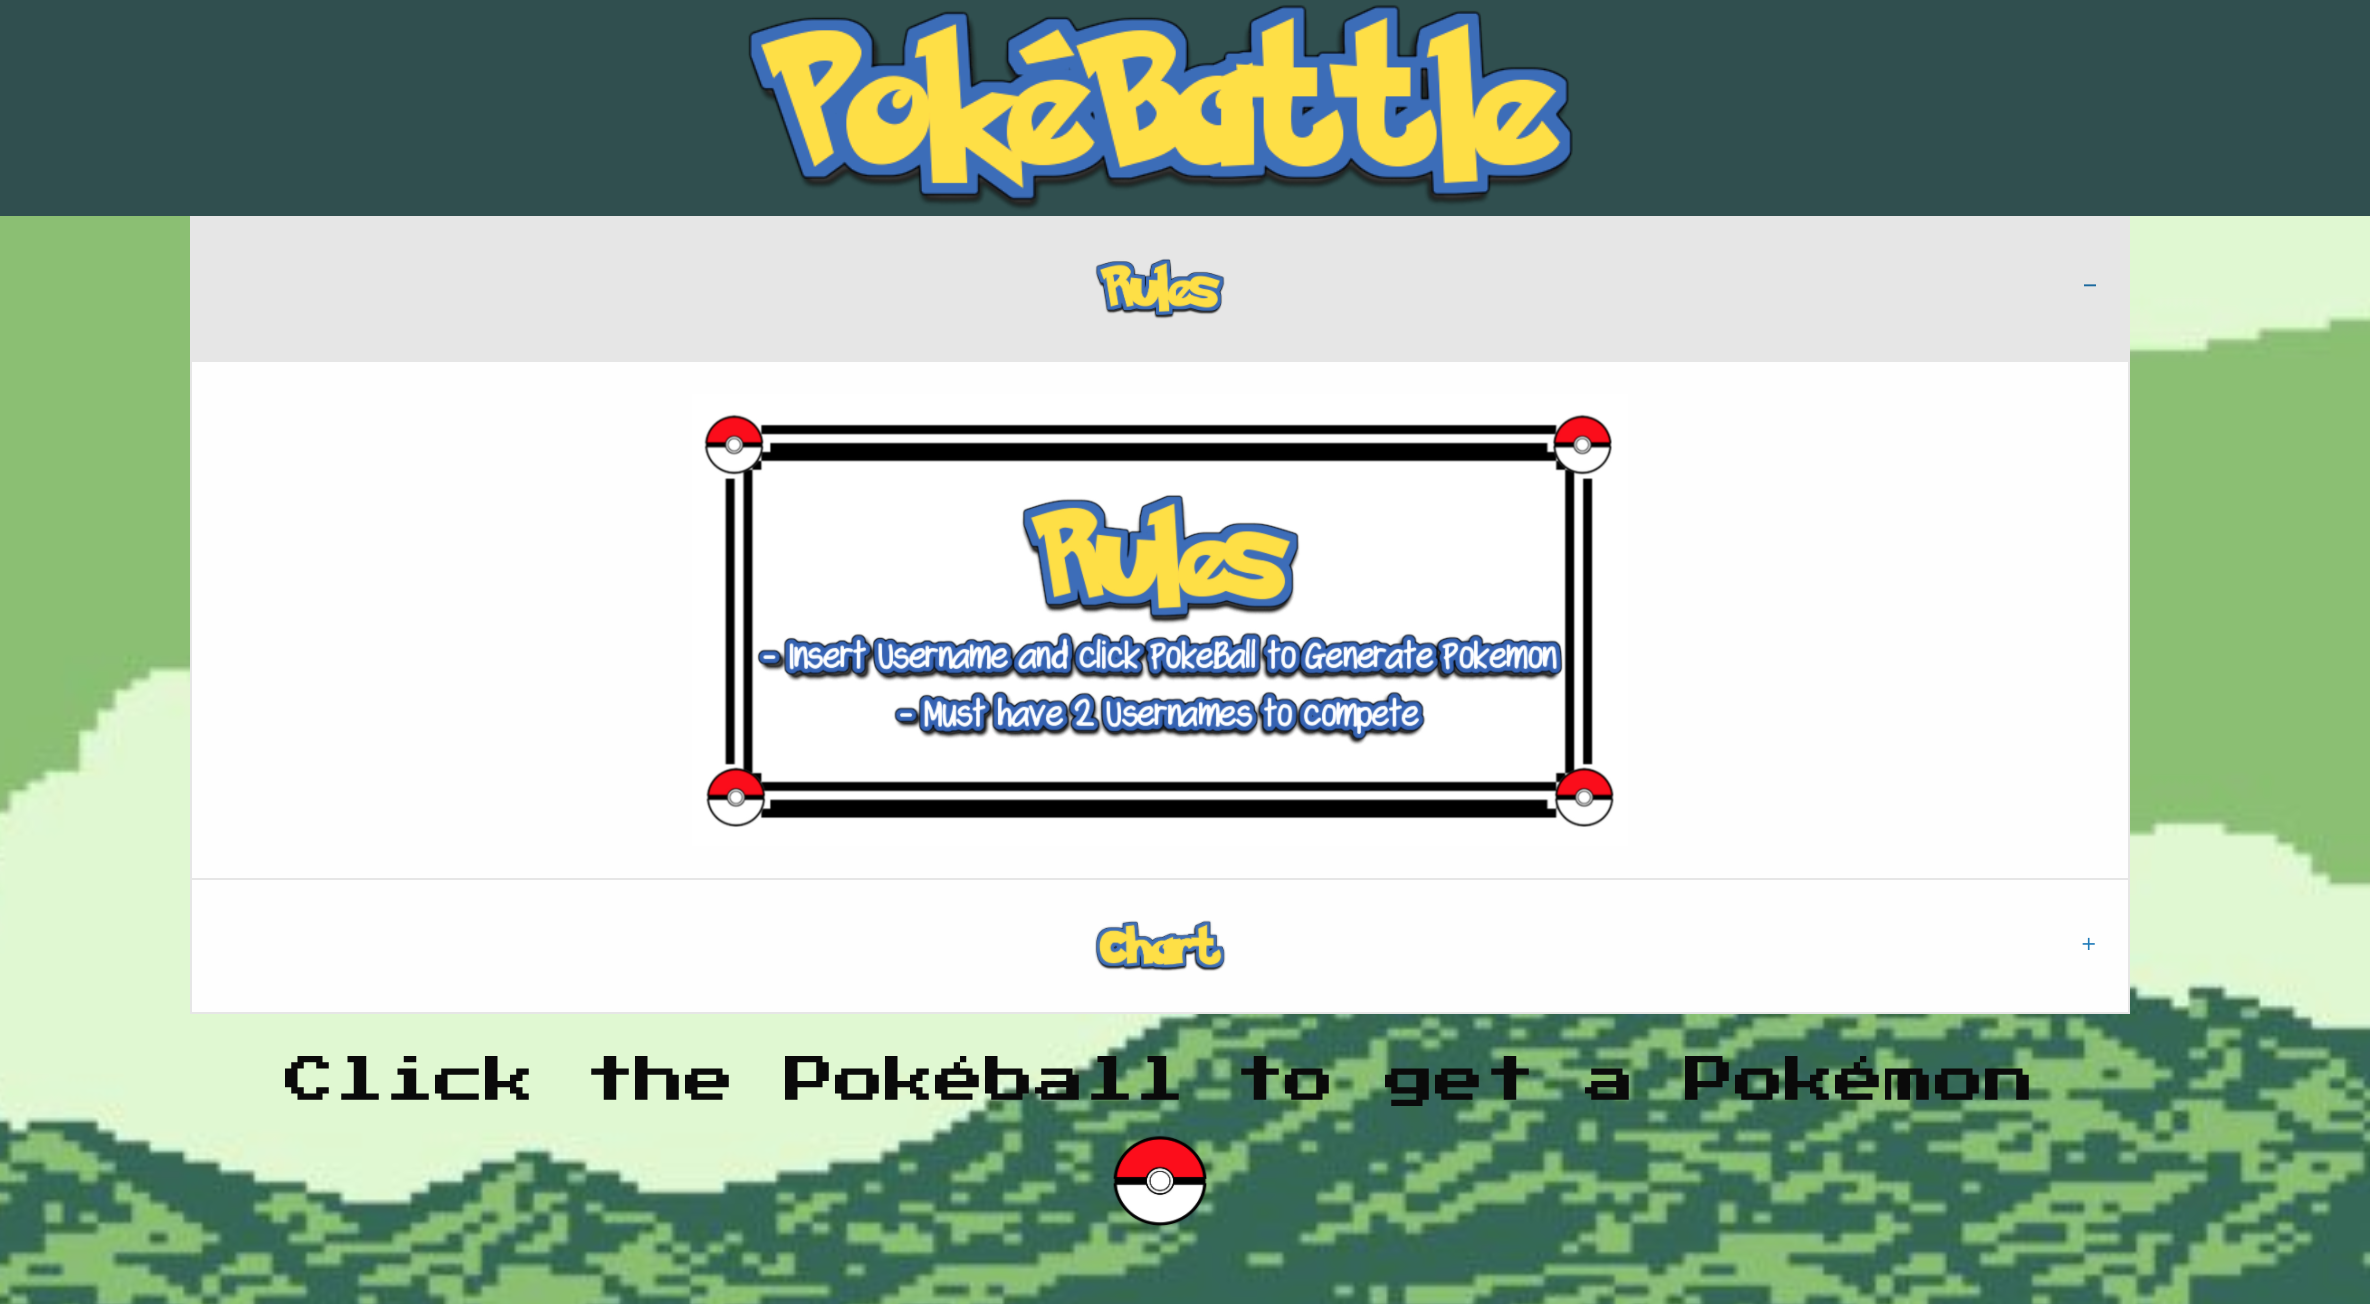 PokéBattle
Rules
Rules
- Insert Username and click PokeBall to Generate Pokemon
- Must have 2 Usernames to compete
Chart
Click the Pokéball to get a Pokémon